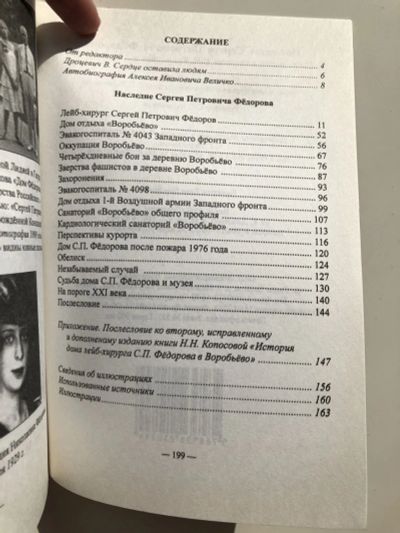 СОДЕРЖАНИЕ
От редактора 4
Дроцевич В. Сердце оставила людям 6
Автобиография Алексея Ивановича Величко 8
Наследие Сергея Петровича Фёдорова
Лейб-хирург Сергей Петрович Фёдоров 11
Дом отдыха «Воробьёво» 52
Эвакогоспиталь № 4043 Западного фронта 56
Оккупация Воробьёво 67
Четырёхдневные бои за деревню Воробьёво 76
Зверства фашистов в деревне Воробьёво 87
Захоронения 93
Эвакогоспиталь № 4098 96
Дом отдыха 1-й Воздушной армии Западного фронта 99
Санаторий «Воробьёво» общего профиля 107
Кардиологический санаторий «Воробьёво» 113
Перспективы курорта 116
Дом С.П. Фёдорова после пожара 1976 года 120
Обелиск 124
Незабываемый случай 127
Судьба дома С.П. Фёдорова и музея 130
На пороге XXI века 140
Послесловие 144
Приложение. Послесловие ко второму, исправленному
и дополненному изданию книги Н.Н. Копосовой «История
дома лейб-хирурга С.П. Фёдорова в Воробьёво» 147
Сведения об иллюстрациях 156
Использованные источники 160
Иллюстрации 163
— 199 —